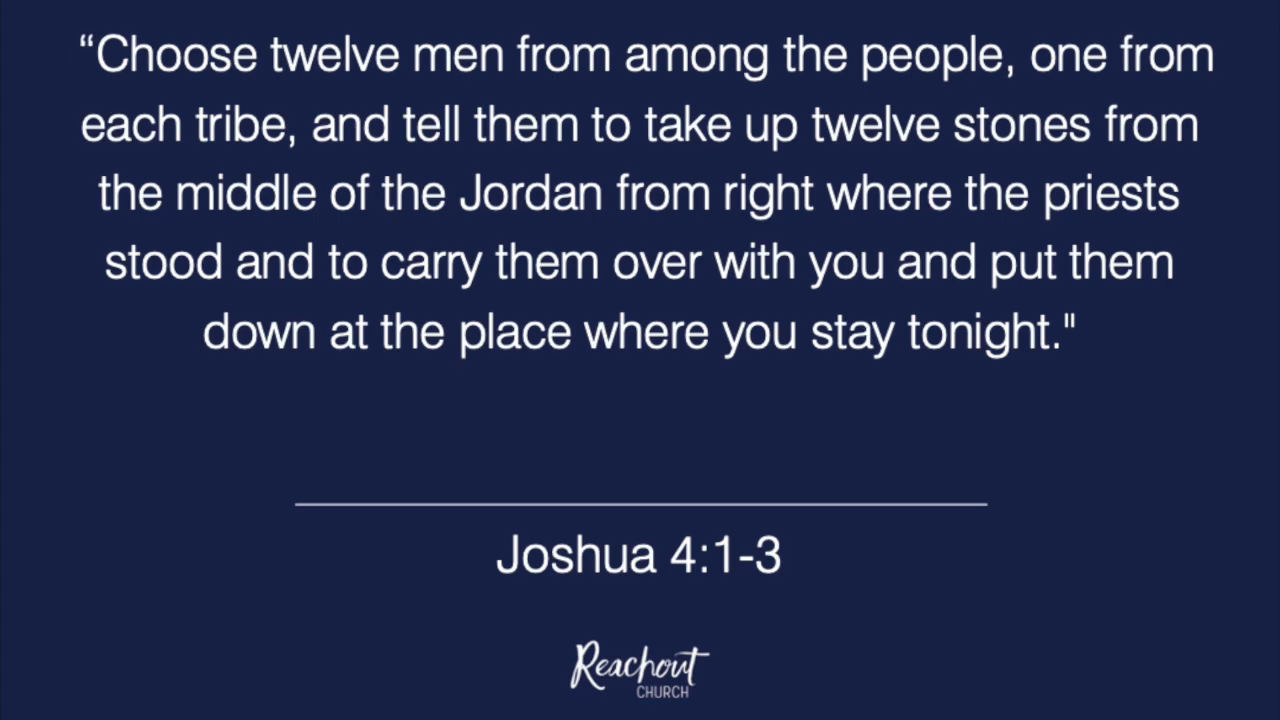 “Choose twelve men from among the people, one from
each tribe, and tell them to take up twelve stones from
the middle of the Jordan from right where the priests
stood and to carry them over with you and put them
down at the place where you stay tonight."
Joshua 4:1-3
Reachout
CHURCH